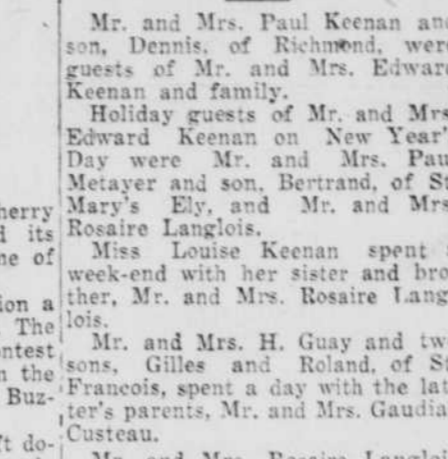 Mr. and Mrs. Paul Keenan and
son, Dennis, of Richmond, were
guests of Mr. and Mrs. Edward
Keenan and family.
Holiday guests of Mr. and Mrs
Edward Keenan on New Year'
Day were Mr. and Mrs. Pau
Metayer and son, Bertrand, of St
Mary's Ely, and Mr. and Mrs
Rosaire Langlois.
Miss Louise Keenan spent a
week-end with her sister and bro
ther, Mr. and Mrs. Rosaire Lang
lois.
Mr. and Mrs. H. Guay and tw
sons, Gilles and Roland, of St
Francois, spent a day with the lat
ter's parents, Mr. and Mrs. Gaudia
Custeau.
herry
d its
ne of
ion a
The
ontest
n the
Buz-
't do-